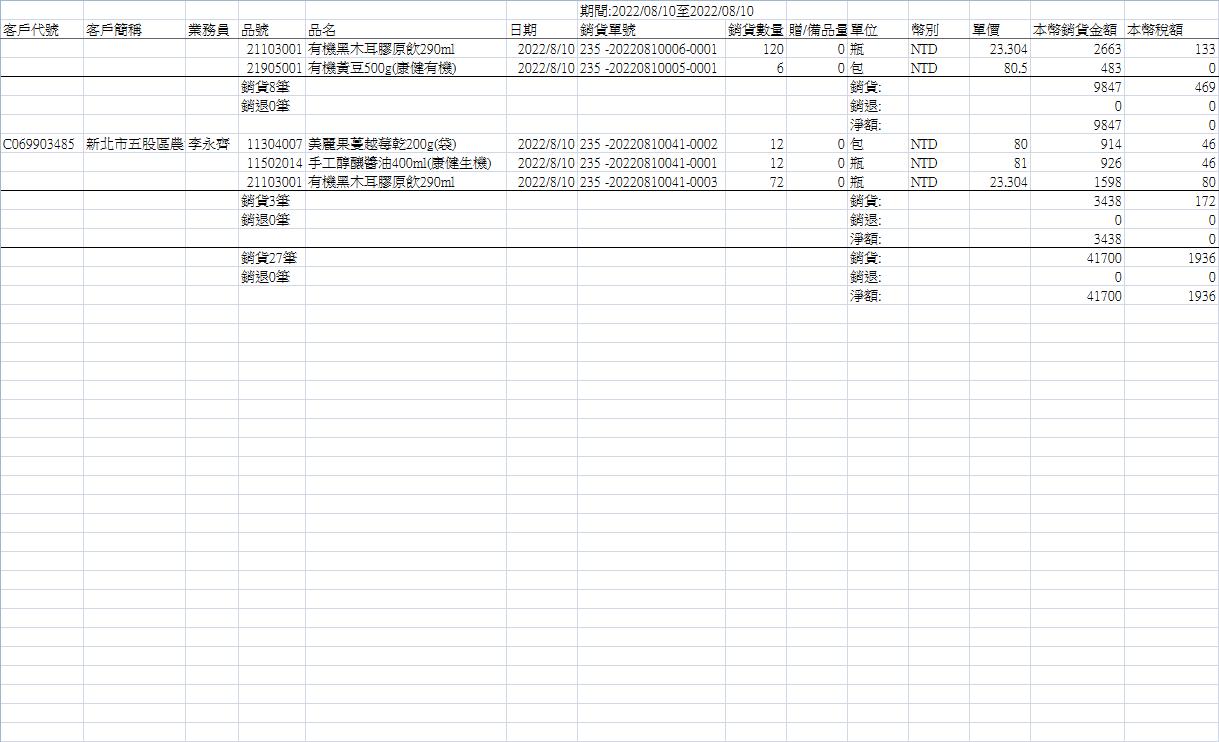 期間:2022/08/10至2022/08/10
客戶代號 客戶簡稱 業務員 品號 品名 日期 銷貨單號 銷貨數量 贈/備品量 單位 幣別 單價 本幣銷貨金額 本幣稅額
21103001 有機黑木耳膠原飲290ml 2022/8/10 235 -20220810006-0001 120 0 瓶 NTD 23.304 2663 133
21905001 有機黃豆500g(康健有機) 2022/8/10 235 -20220810005-0001 6 0 包 NTD 80.5 483 0
銷貨8筆 銷貨: 9847 469
銷退0筆 銷退: 0 0
淨額: 9847 0
C069903485 新北市五股區農 李永齊 11304007 美麗果蔓越莓乾200g(袋) 2022/8/10 235 -20220810041-0002 12 0 包 NTD 80 914 46
11502014 手工醇釀醬油400ml(康健生機) 2022/8/10 235 -20220810041-0001 12 0 瓶 NTD 81 926 46
21103001 有機黑木耳膠原飲290ml 2022/8/10 235 -20220810041-0003 72 0 瓶 NTD 23.304 1598 80
銷貨3筆 銷貨: 3438 172
銷退0筆 銷退: 0 0
淨額: 3438 0
銷貨27筆 銷貨: 41700 1936
銷退0筆 銷退: 0 0
淨額: 41700 1936